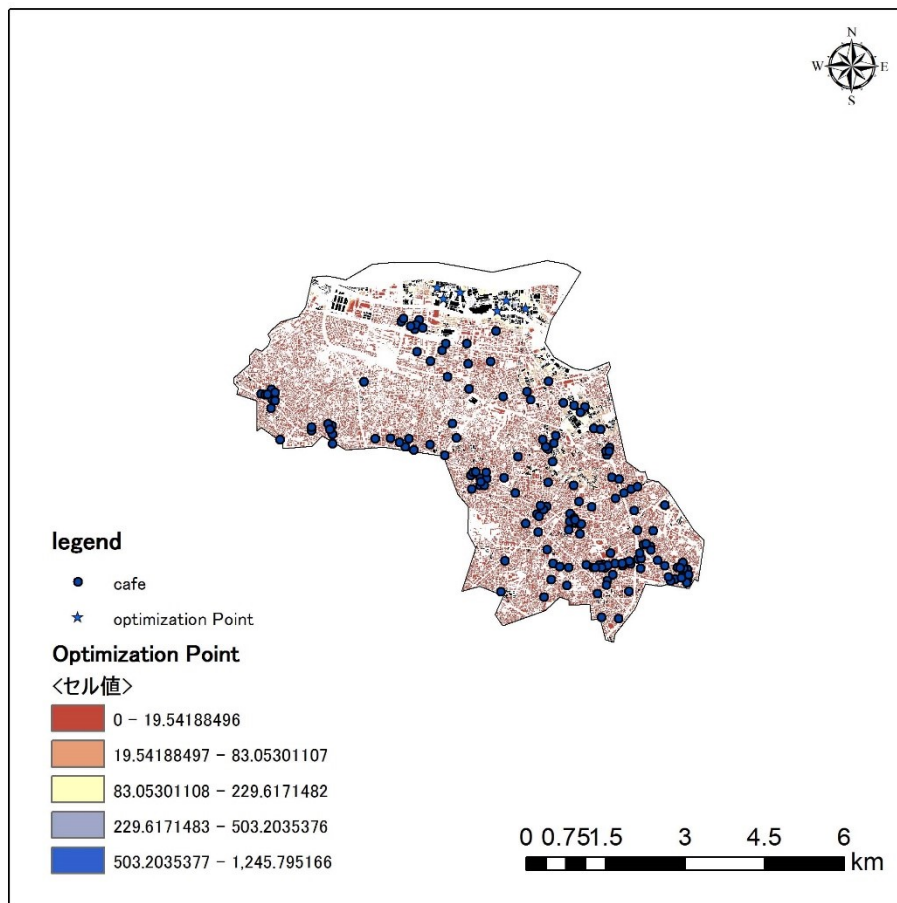 N
W E
S
legend
cafe
optimization Point
Optimization Point
<セル値>
0 - 19.54188496
19.54188497 - 83.05301107
83.05301108 - 229.6171482
229.6171483 - 503.2035376
503.2035377 - 1,245.795166
0 0.751.5 3 4.5 6
km